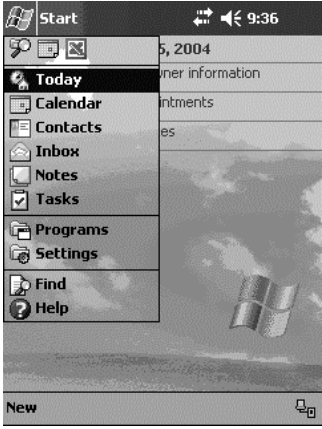 Start 9:36
5, 2004
Today
wner information
Calendar
intments
Contacts
es
Inbox
Notes
Tasks
Programs
Settings
Find
Help
New